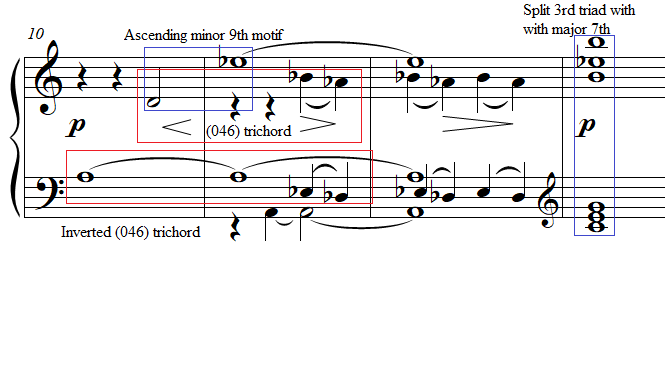 Split 3rd triad with
with major 7th
10
Ascending minor 9th motif
p
p
(046) trichord
Inverted (046) trichord